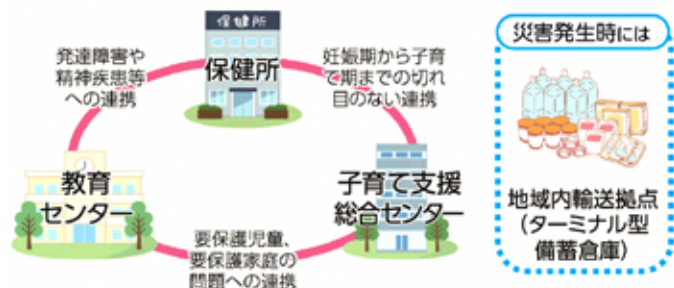 保健所
保健所
発達障害や
精神疾患等
への連携
妊娠期から子育
て期までの切れ
目のない連携
教育
センター
子育て支援
総合センター
要保護児童、
要保護家庭の
問題への連携
災害発生時には
地域内輸送拠点
(ターミナル型
備蓄倉庫)